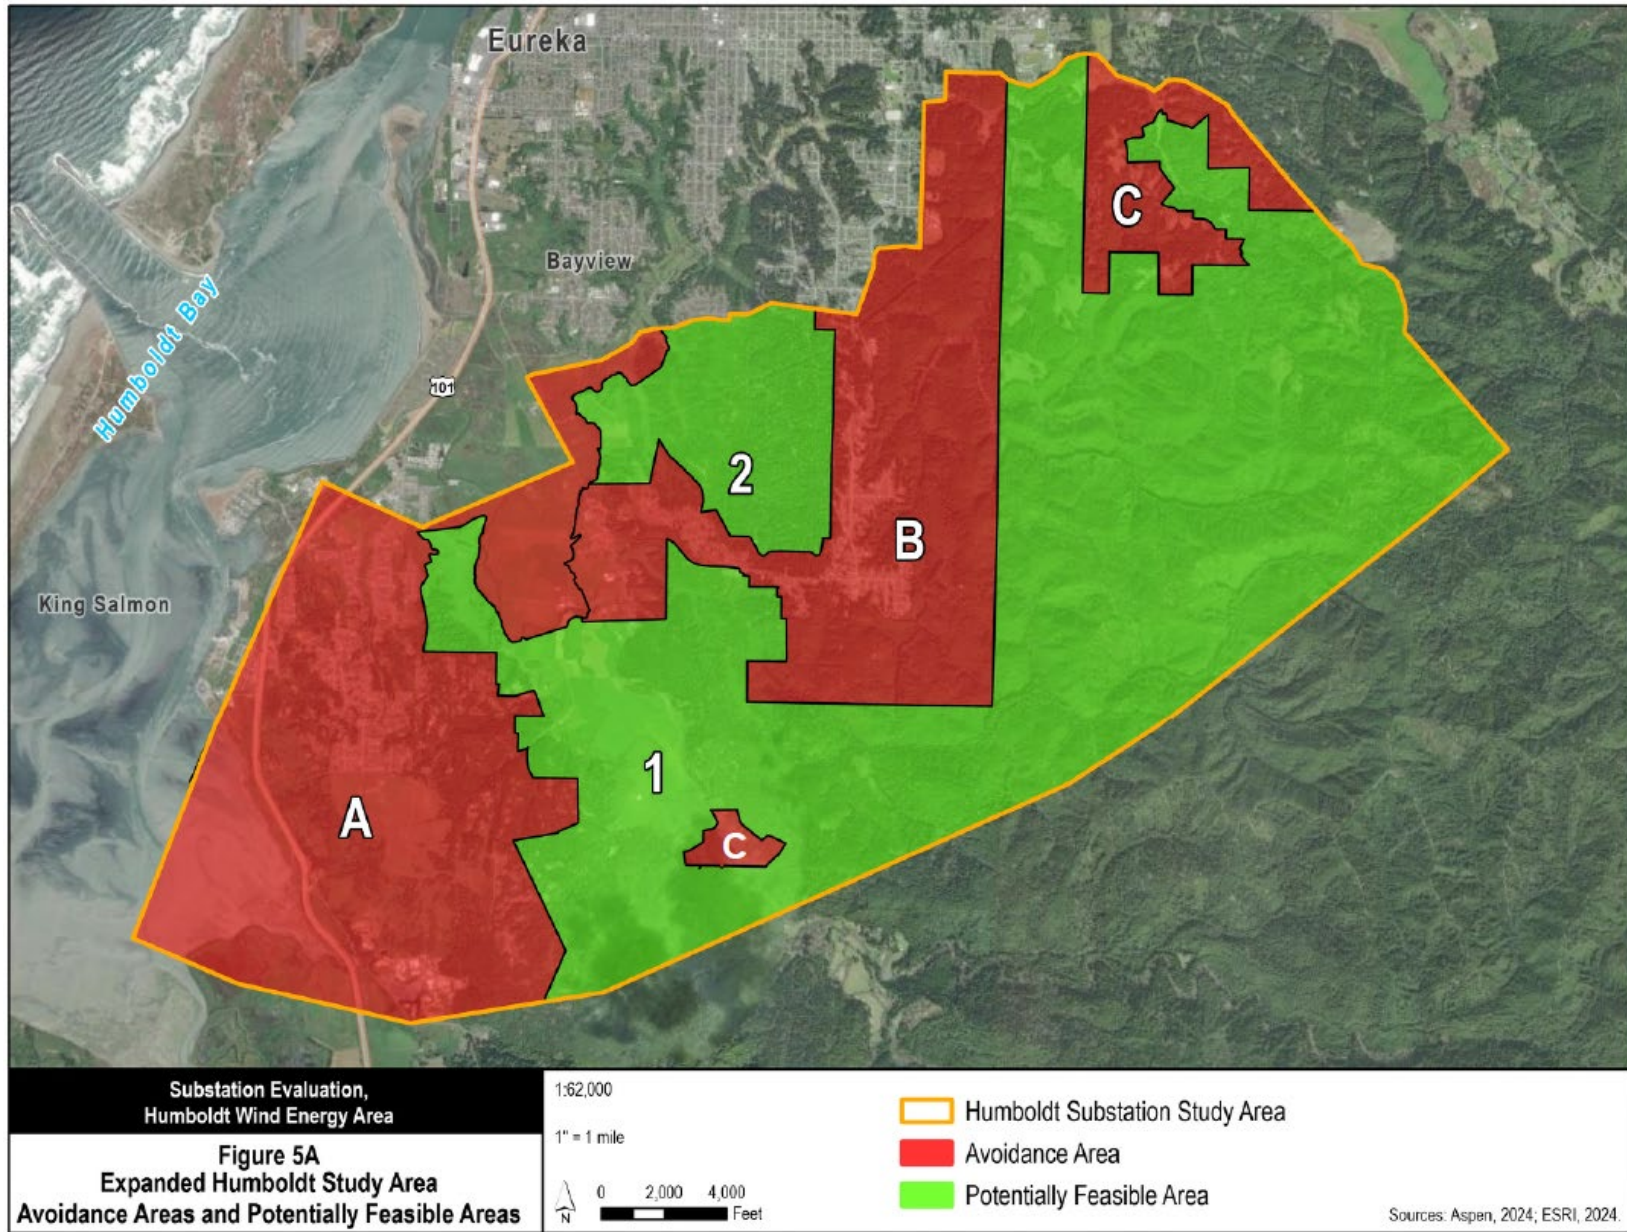 Eureka
Bayview
Humboldt Bay
101
King Salmon
C
2
B
1
A
C
Substation Evaluation,
Humboldt Wind Energy Area
Figure 5A
Expanded Humboldt Study Area
Avoidance Areas and Potentially Feasible Areas
1:62,000
1" = 1 mile
N
0 2,000 4,000
Feet
Humboldt Substation Study Area
Avoidance Area
Potentially Feasible Area
Sources: Aspen, 2024; ESRI, 2024.